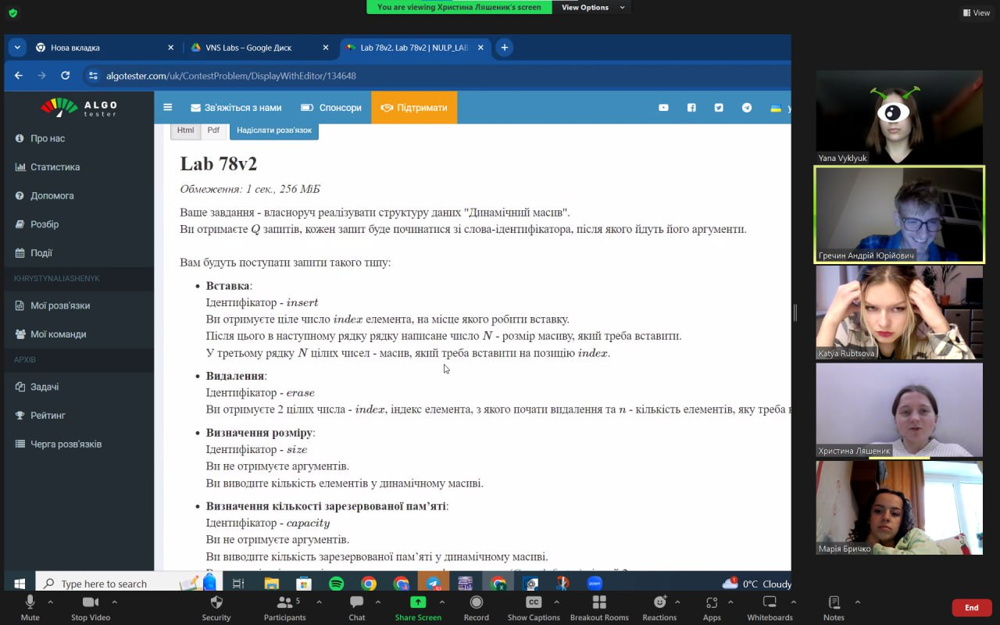 You are viewing Христина Ляшеник's screen
View Options
View
Нова вкладка
VNS Labs – Google Диск
Lab 78v2. Lab 78v2 | NULP_LAB
algotester.com/uk/ContestProblem/DisplayWithEditor/134648
ALGO
tester
Зв'яжіться з нами
Спонсори
Підтримати
Про нас
Статистика
Допомога
Розбір
Події
KHRYSTYNALIASHENYK
Мої розв'язки
Мої команди
АРХІВ
Задачі
Рейтинг
Черга розв'язків
Html
Pdf
Надіслати розв'язок
Lab 78v2
Обмеження: 1 сек., 256 МіБ
Ваше завдання - власноруч реалізувати структуру даних "Динамічний масив".
Ви отримаєте Q запитів, кожен запит буде починатися зі слова-ідентифікатора, після якого йдуть його аргументи.
Вам будуть поступати запити такого типу:
• Вставка:
Ідентифікатор - insert
Ви отримуєте ціле число index елемента, на місце якого робити вставку.
Після цього в наступному рядку рядку написане число N - розмір масиву, який треба вставити.
У третьому рядку N цілих чисел - масив, який треба вставити на позицію index.
• Видалення:
Ідентифікатор - erase
Ви отримуєте 2 цілих числа - index, індекс елемента, з якого почати видалення та n - кількість елементів, яку треба
• Визначення розміру:
Ідентифікатор - size
Ви не отримуєте аргументів.
Ви виводите кількість елементів у динамічному масиві.
• Визначення кількості зарезервованої пам'яті:
Ідентифікатор - capacity
Ви не отримуєте аргументів.
Ви виводите кількість зарезервованої пам'яті у динамічному масиві.
Yana Vyklyuk
Гречин Андрій Юрійович
Katya Rubtsova
Христина Ляшеник
Марія Бричко
Type here to search
zoom
0°C Cloudy
Mute
Stop Video
Security
5
Participants
Chat
Share Screen
Record
CC
Show Captions
Breakout Rooms
Reactions
Apps
Whiteboards
Notes
End